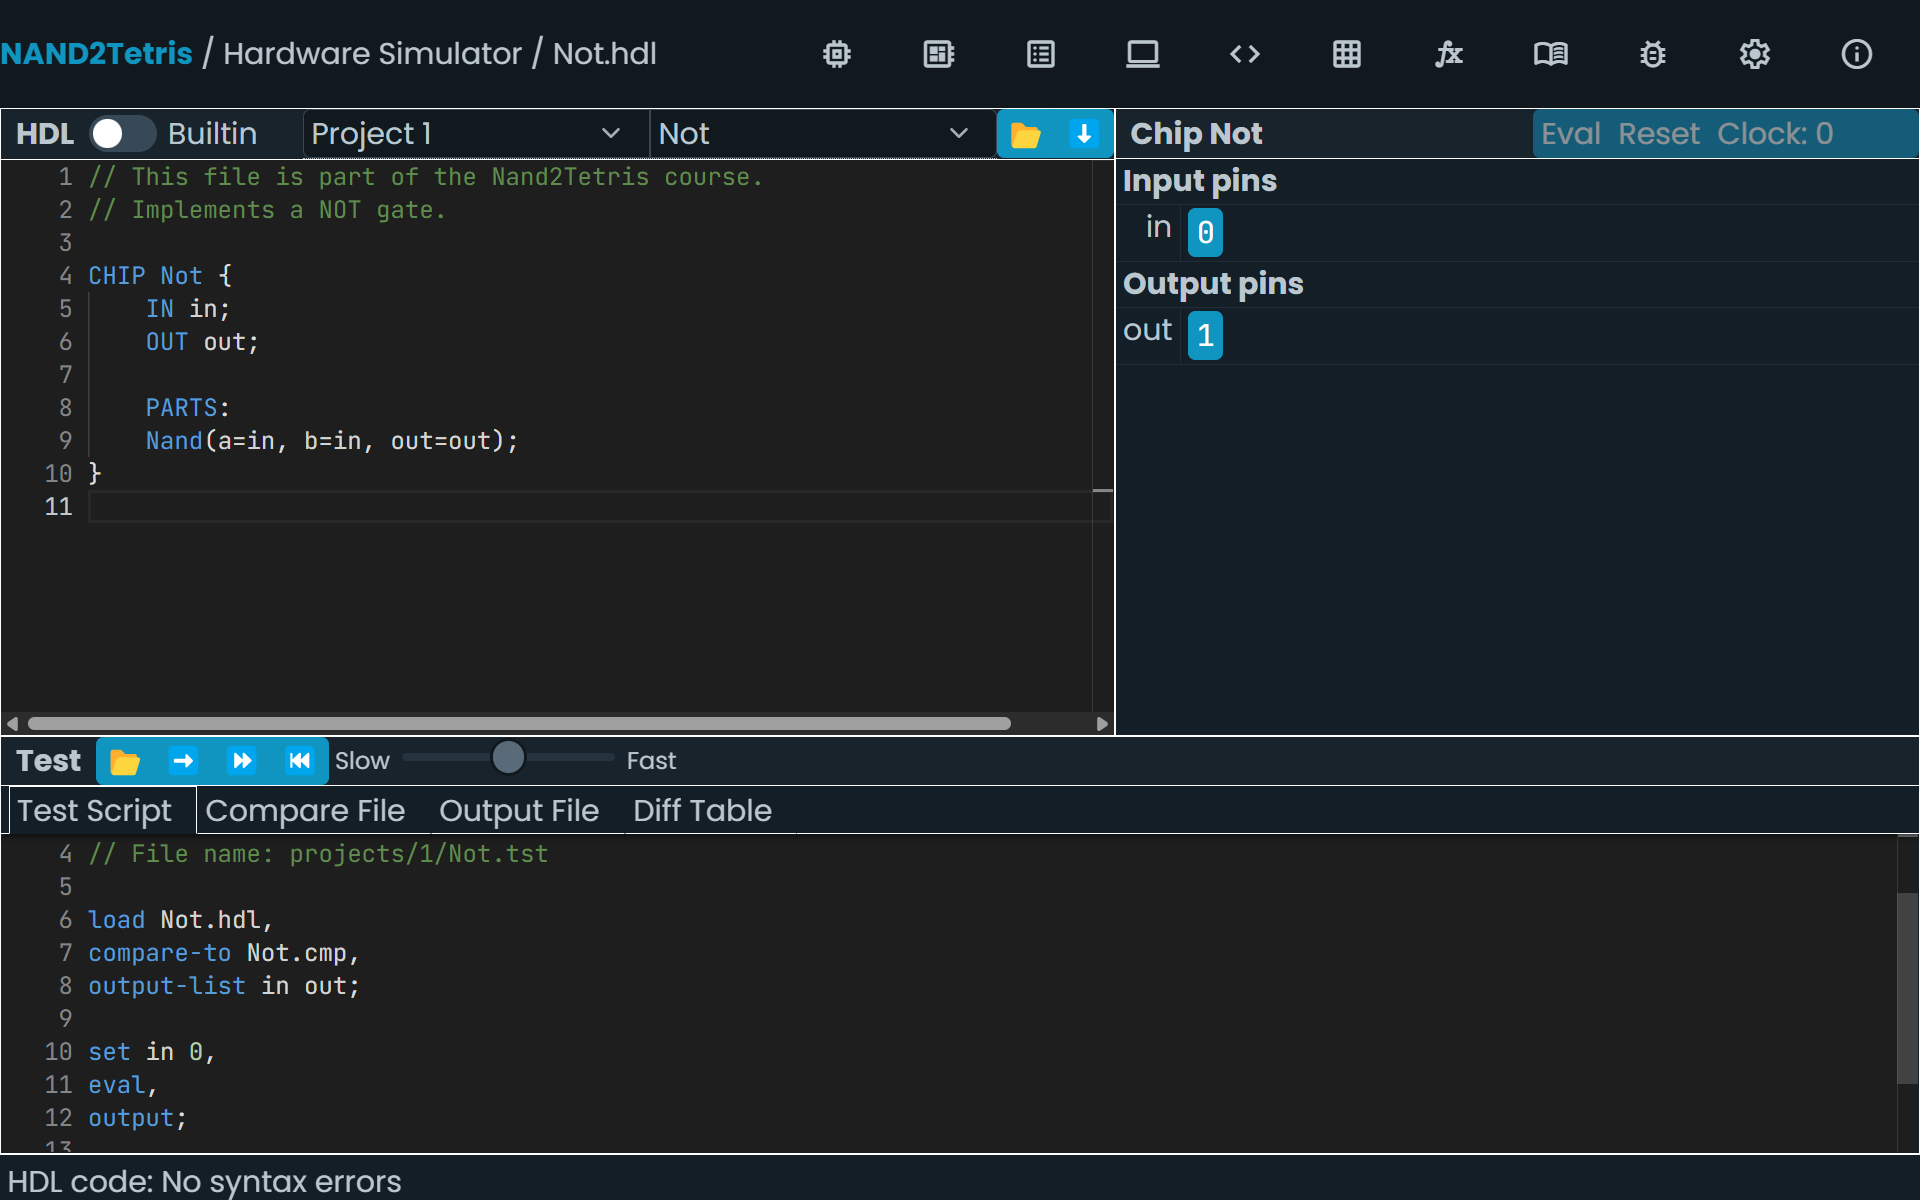 NAND2Tetris / Hardware Simulator / Not.hdl
HDL Builtin Project 1 Not
1 // This file is part of the Nand2Tetris course.
2 // Implements a NOT gate.
3
4 CHIP Not {
5 IN in;
6 OUT out;
7
8 PARTS:
9 Nand(a=in, b=in, out=out);
10 }
11
Chip Not Eval Reset Clock: 0
Input pins
in 0
Output pins
out 1
Test Slow Fast
Test Script Compare File Output File Diff Table
4 // File name: projects/1/Not.tst
5
6 load Not.hdl,
7 compare-to Not.cmp,
8 output-list in out;
9
10 set in 0,
11 eval,
12 output;
13
HDL code: No syntax errors